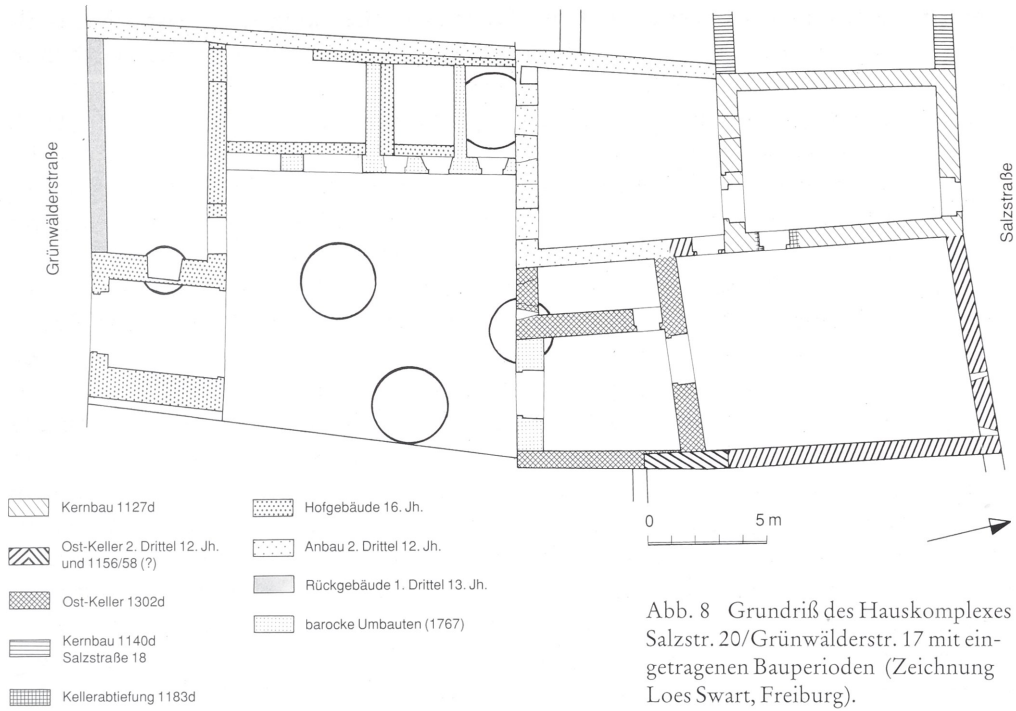 Grünwälderstraße
Salzstraße
Kernbau 1127d
Ost-Keller 2. Drittel 12. Jh.
und 1156/58 (?)
Ost-Keller 1302d
Kernbau 1140d
Salzstraße 18
Kellerabtiefung 1183d
Hofgebäude 16. Jh.
Anbau 2. Drittel 12. Jh.
Rückgebäude 1. Drittel 13. Jh.
barocke Umbauten (1767)
0 5 m
Abb. 8 Grundriß des Hauskomplexes
Salzstr. 20/Grünwälderstr. 17 mit ein-
getragenen Bauperioden (Zeichnung
Loes Swart, Freiburg).